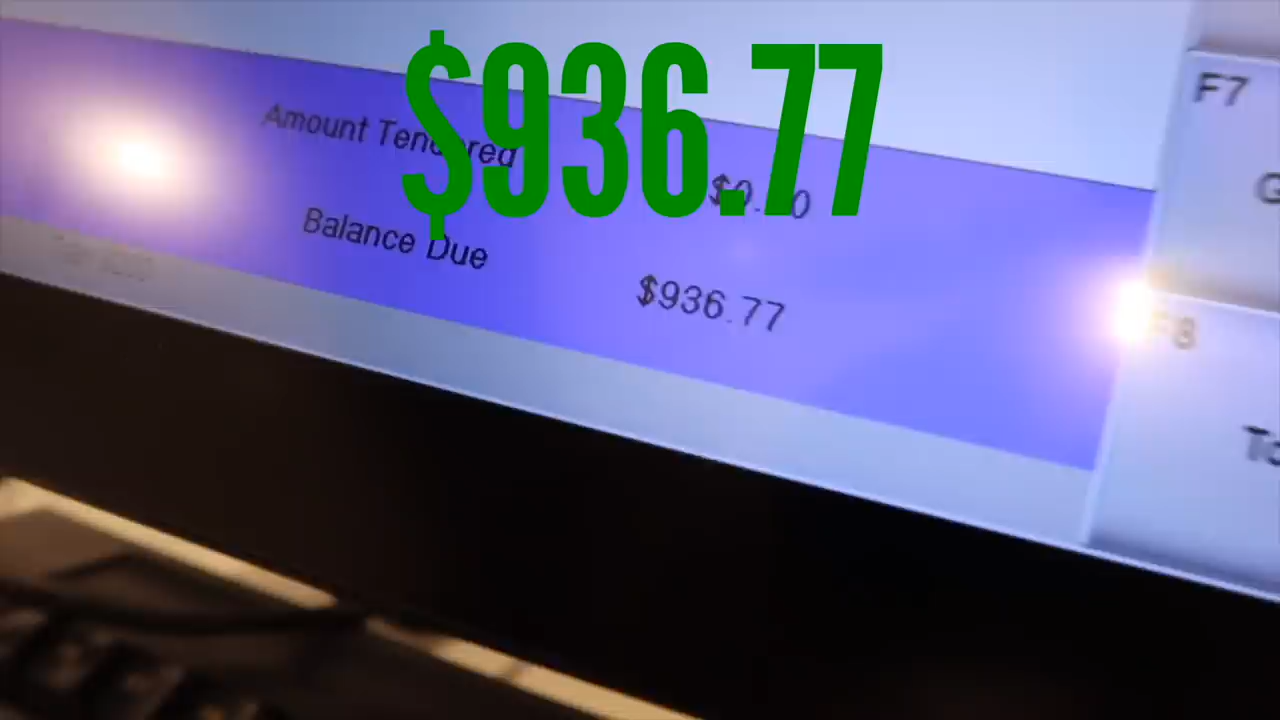 $936.77
Amount Tendered
$0.00
Balance Due
$936.77
F7
F8